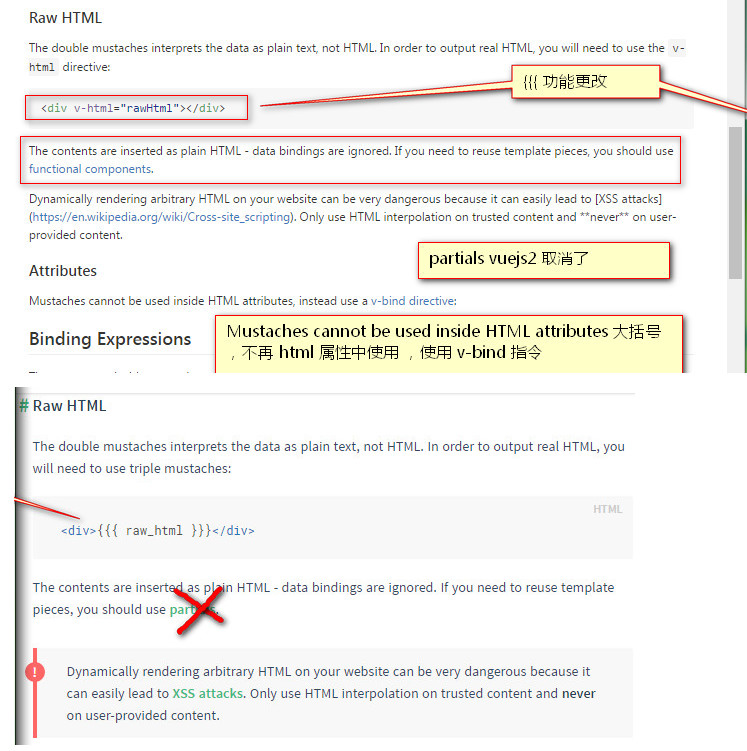 Raw HTML
The double mustaches interprets the data as plain text, not HTML. In order to output real HTML, you will need to use the v-
html directive:
{{{ 功能更改
<div v-html="rawHtml"></div>
The contents are inserted as plain HTML - data bindings are ignored. If you need to reuse template pieces, you should use
functional components.
Dynamically rendering arbitrary HTML on your website can be very dangerous because it can easily lead to [XSS attacks]
(https://en.wikipedia.org/wiki/Cross-site_scripting). Only use HTML interpolation on trusted content and **never** on user-
provided content.
partials vuejs2 取消了
Attributes
Mustaches cannot be used inside HTML attributes, instead use a v-bind directive:
Binding Expressions
Mustaches cannot be used inside HTML attributes 大括号
，不再 html 属性中使用 ，使用 v-bind 指令
# Raw HTML
The double mustaches interprets the data as plain text, not HTML. In order to output real HTML, you
will need to use triple mustaches:
HTML
<div>{{{ raw_html }}}</div>
The contents are inserted as plain HTML - data bindings are ignored. If you need to reuse template
pieces, you should use partials.
Dynamically rendering arbitrary HTML on your website can be very dangerous because it
can easily lead to XSS attacks. Only use HTML interpolation on trusted content and never
on user-provided content.